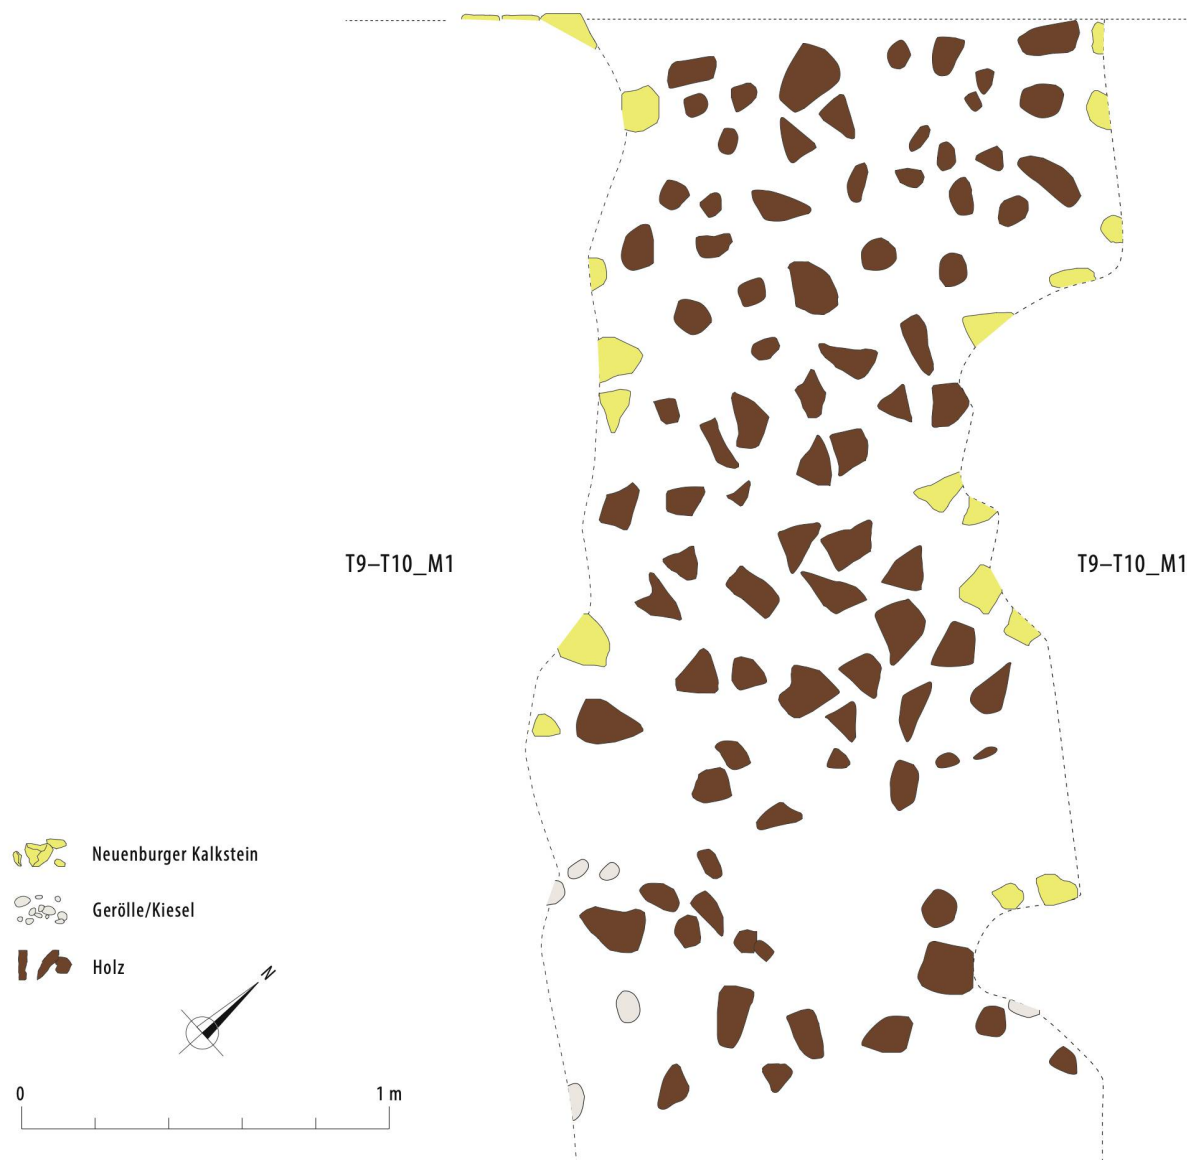 T9–T10_M1
T9–T10_M1
Neuenburger Kalkstein
Gerölle/Kiesel
Holz
N
0 1 m